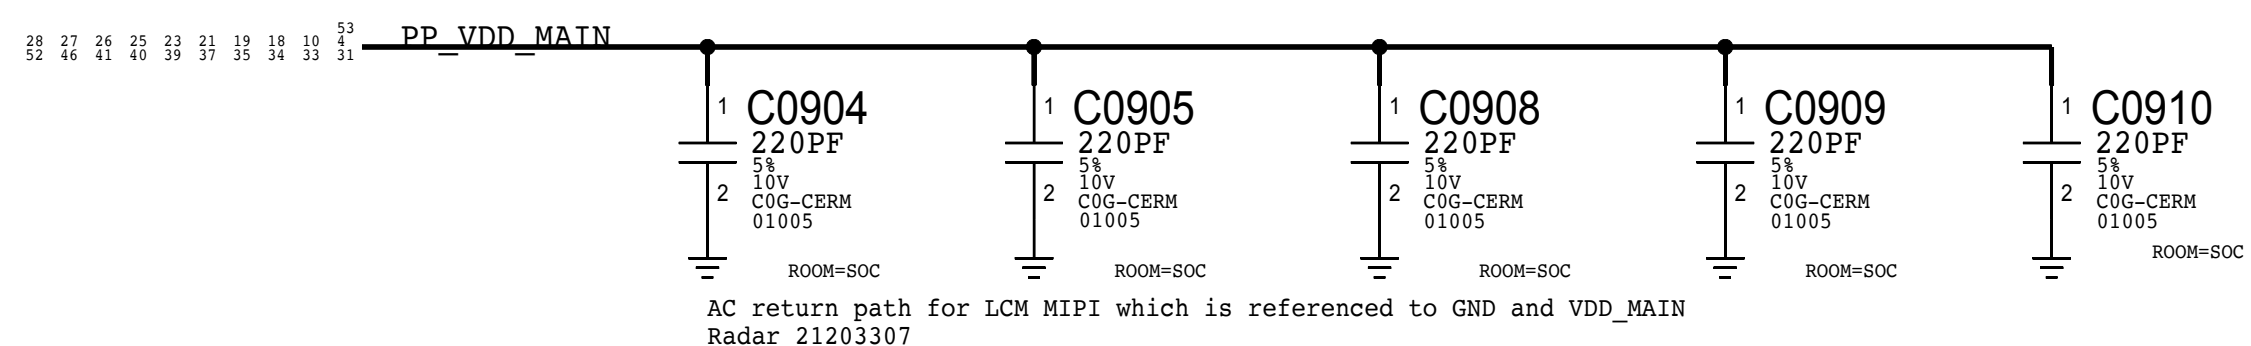 53
28 27 26 25 23 21 19 18 10 4
52 46 41 40 39 37 35 34 33 31
PP_VDD_MAIN
1 C0904
220PF
5%
10V
2
C0G-CERM
01005
ROOM=SOC
1 C0905
220PF
5%
10V
2
C0G-CERM
01005
ROOM=SOC
1 C0908
220PF
5%
10V
2
C0G-CERM
01005
ROOM=SOC
1 C0909
220PF
5%
10V
2
C0G-CERM
01005
ROOM=SOC
1 C0910
220PF
5%
10V
2
C0G-CERM
01005
ROOM=SOC
AC return path for LCM MIPI which is referenced to GND and VDD_MAIN
Radar 21203307